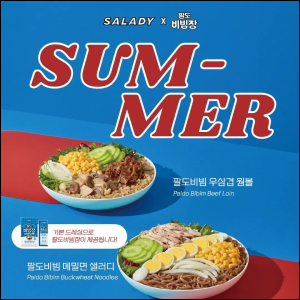 SALADY x 팔도 비빔장
SUM-
MER
팔도비빔 우삼겹 웜볼
Paldo Bibim Beef Loin
기본 드레싱으로
팔도비빔장이 제공됩니다!
팔도비빔 메밀면 샐러디
Paldo Bibim Buckwheat Noodles